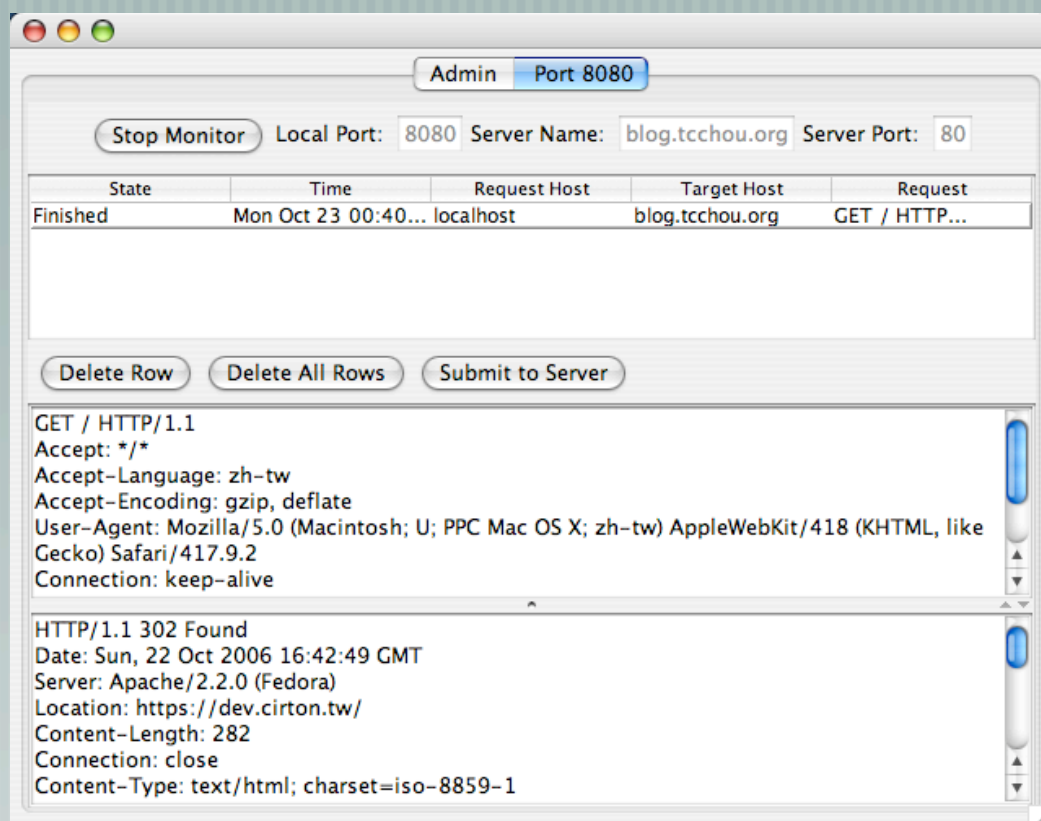 Admin Port 8080
Stop Monitor Local Port: 8080 Server Name: blog.tcchou.org Server Port: 80
State Time Request Host Target Host Request
Finished Mon Oct 23 00:40... localhost blog.tcchou.org GET / HTTP...
Delete Row Delete All Rows Submit to Server
GET / HTTP/1.1
Accept: */*
Accept-Language: zh-tw
Accept-Encoding: gzip, deflate
User-Agent: Mozilla/5.0 (Macintosh; U; PPC Mac OS X; zh-tw) AppleWebKit/418 (KHTML, like
Gecko) Safari/417.9.2
Connection: keep-alive
HTTP/1.1 302 Found
Date: Sun, 22 Oct 2006 16:42:49 GMT
Server: Apache/2.2.0 (Fedora)
Location: https://dev.cirton.tw/
Content-Length: 282
Connection: close
Content-Type: text/html; charset=iso-8859-1